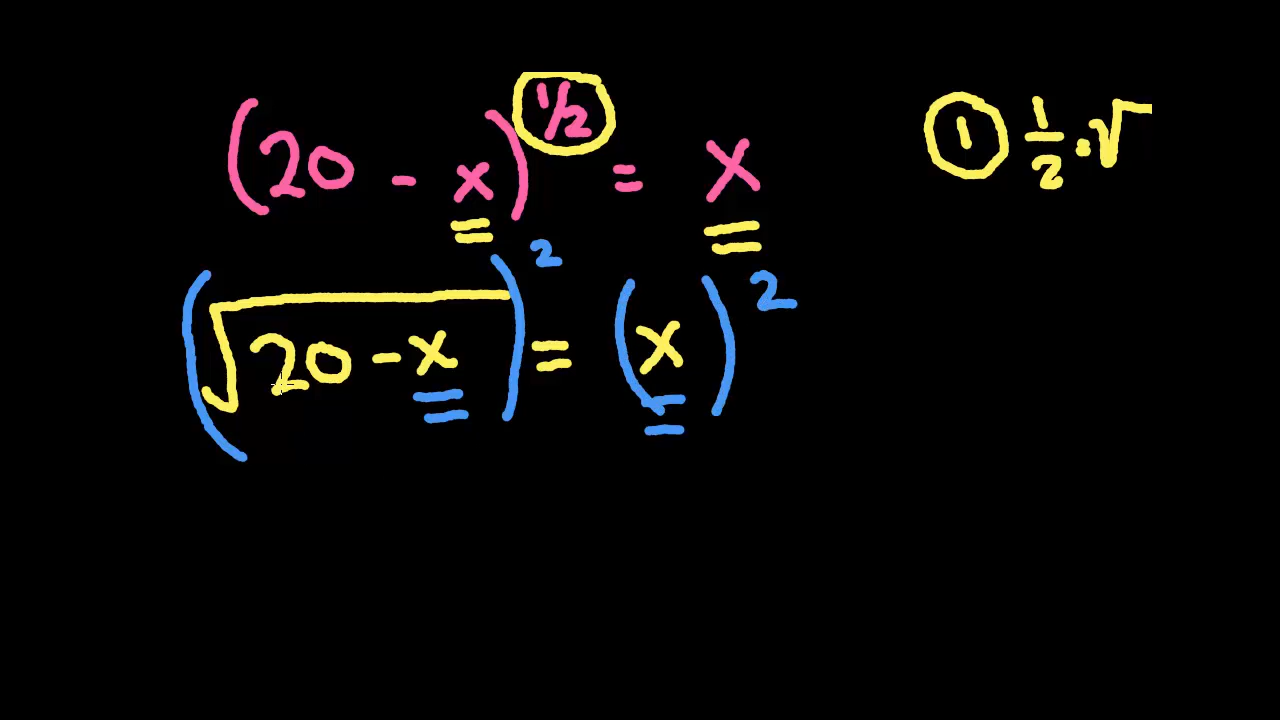 (20 - x)^1/2 = x
① 1/2 · √
(√20 - x)^2 = (x)^2